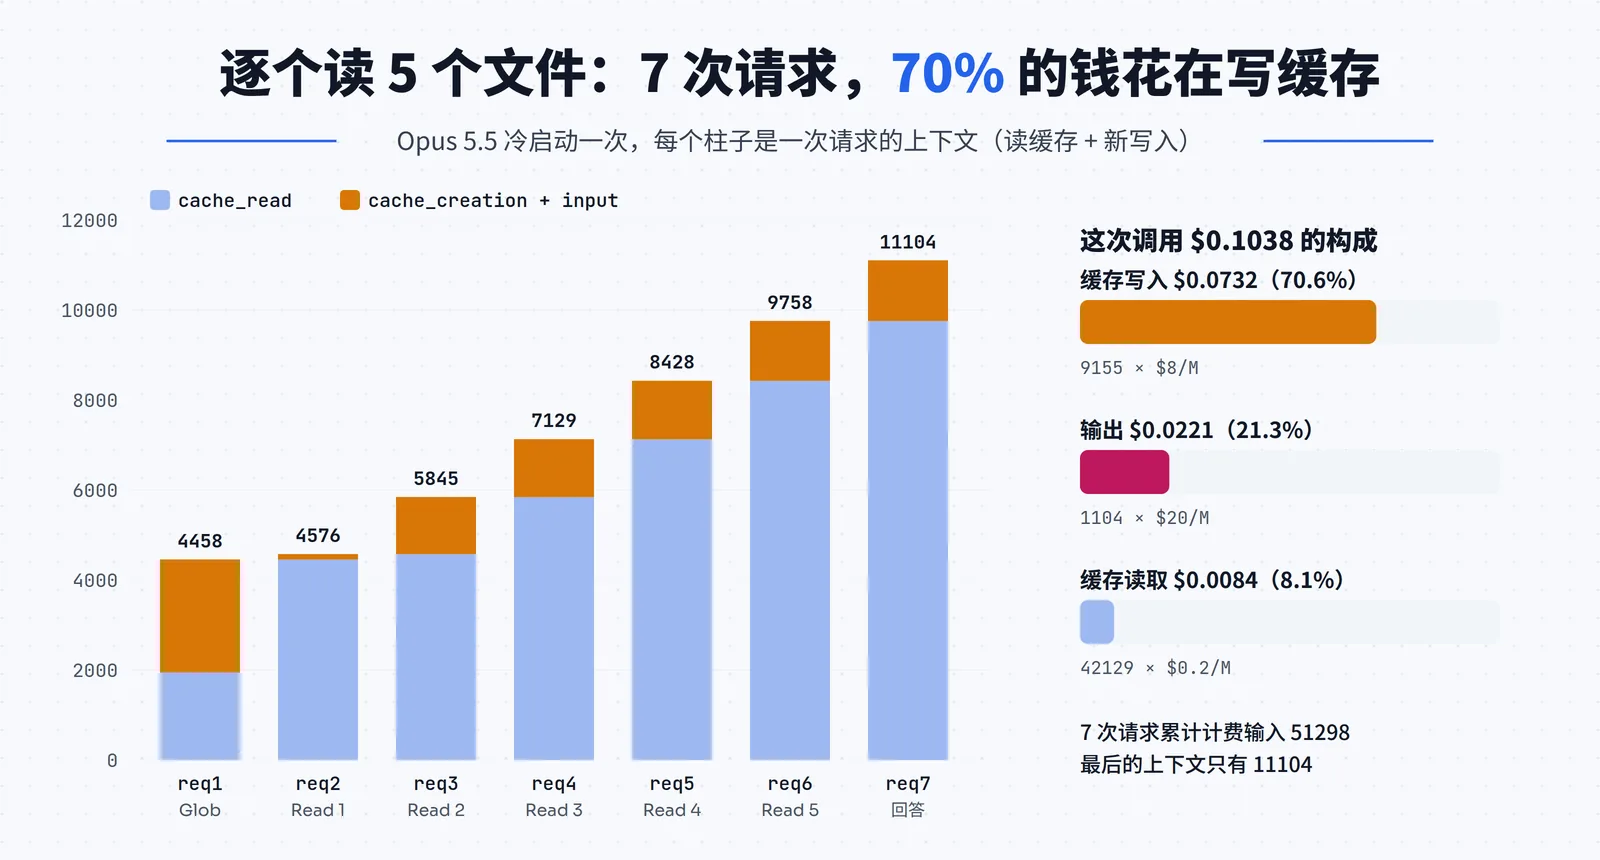 逐个读 5 个文件：7 次请求，70% 的钱花在写缓存
Opus 5.5 冷启动一次，每个柱子是一次请求的上下文（读缓存 + 新写入）
cache_read
cache_creation + input
12000
10000
8000
6000
4000
2000
0
4458
4576
5845
7129
8428
9758
11104
req1
req2
req3
req4
req5
req6
req7
Glob
Read 1
Read 2
Read 3
Read 4
Read 5
回答
这次调用 $0.1038 的构成
缓存写入 $0.0732（70.6%）
9155 × $8/M
输出 $0.0221（21.3%）
1104 × $20/M
缓存读取 $0.0084（8.1%）
42129 × $0.2/M
7 次请求累计计费输入 51298
最后的上下文只有 11104